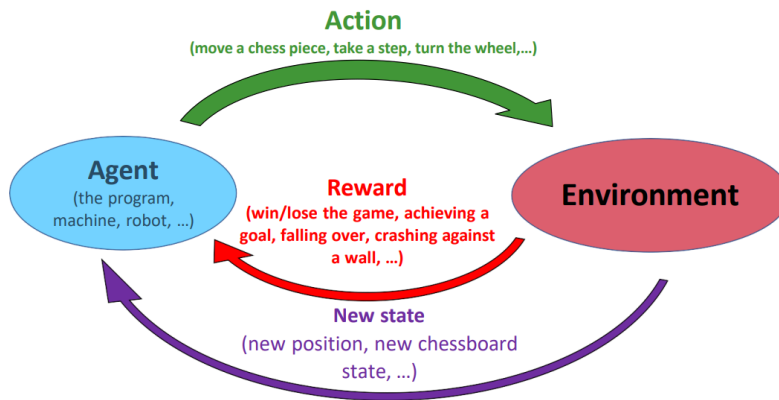 Action
(move a chess piece, take a step, turn the wheel,...)
Agent
(the program,
machine, robot, ...)
Reward
(win/lose the game, achieving a
goal, falling over, crashing against
a wall, ...)
Environment
New state
(new position, new chessboard
state, ...)